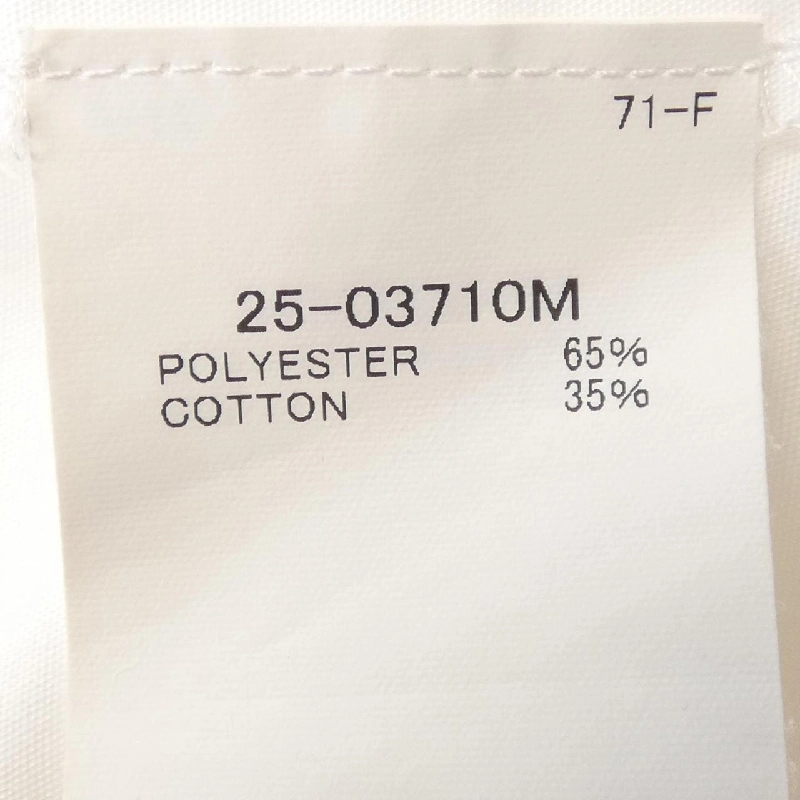 71-F
25-03710M
POLYESTER 65%
COTTON 35%